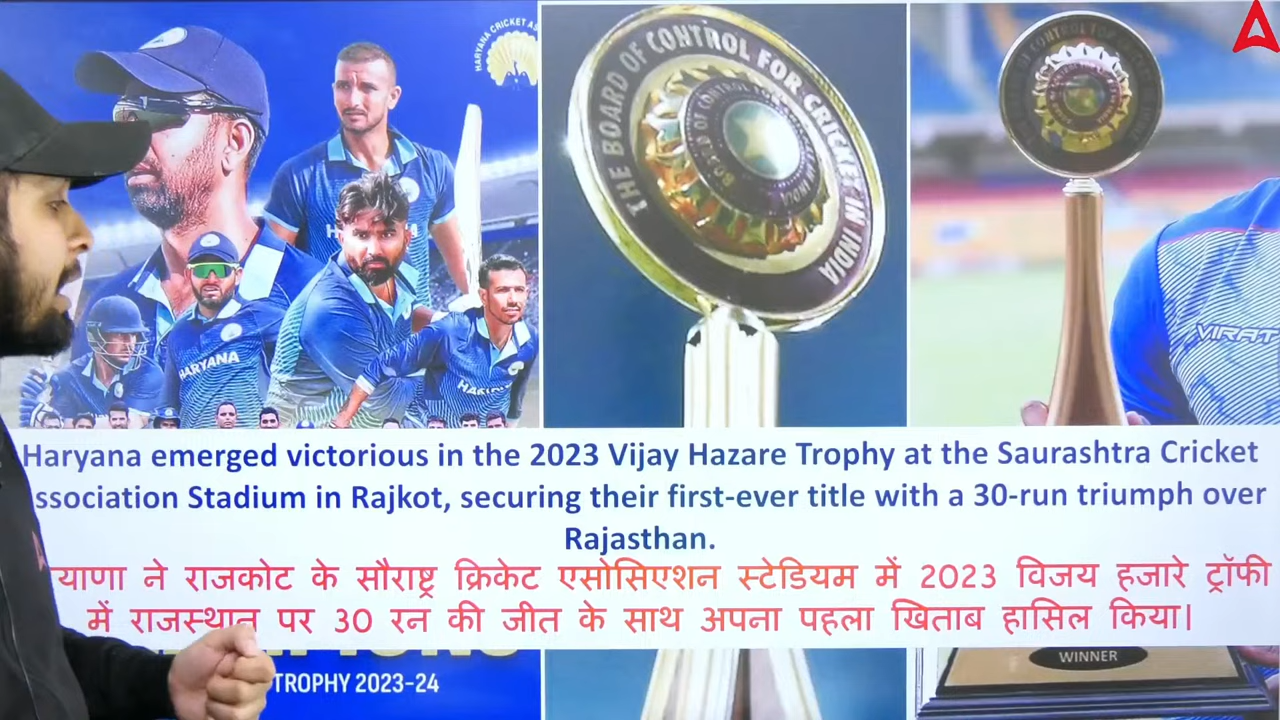 HARYANA CRICKET AS
HARYANA
THE BOARD OF CONTROL FOR CRICKET IN INDIA
VIRAT
Haryana emerged victorious in the 2023 Vijay Hazare Trophy at the Saurashtra Cricket
ssociation Stadium in Rajkot, securing their first-ever title with a 30-run triumph over
Rajasthan.
याणा ने राजकोट के सौराष्ट्र क्रिकेट एसोसिएशन स्टेडियम में 2023 विजय हजारे ट्रॉफी
में राजस्थान पर 30 रन की जीत के साथ अपना पहला खिताब हासिल किया।
TROPHY 2023-24
WINNER